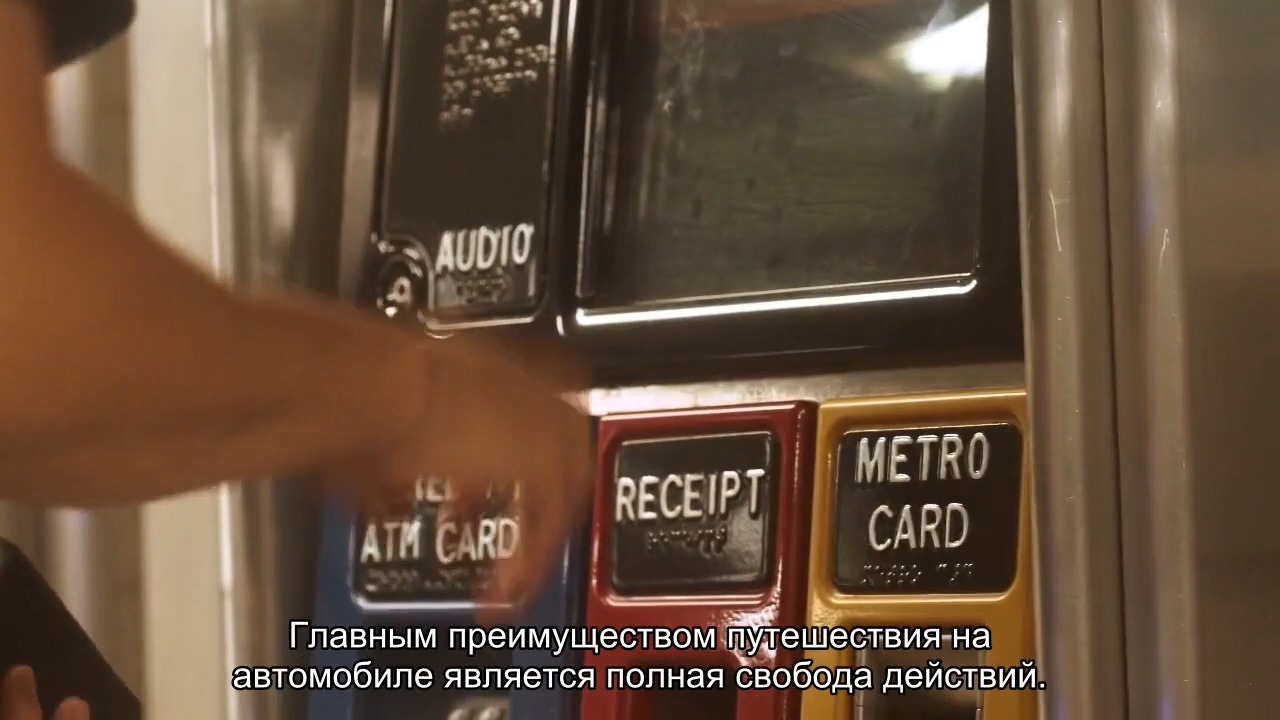 AUDIO
ATM CARD
RECEIPT
METRO
CARD
Главным преимуществом путешествия на
автомобиле является полная свобода действий.